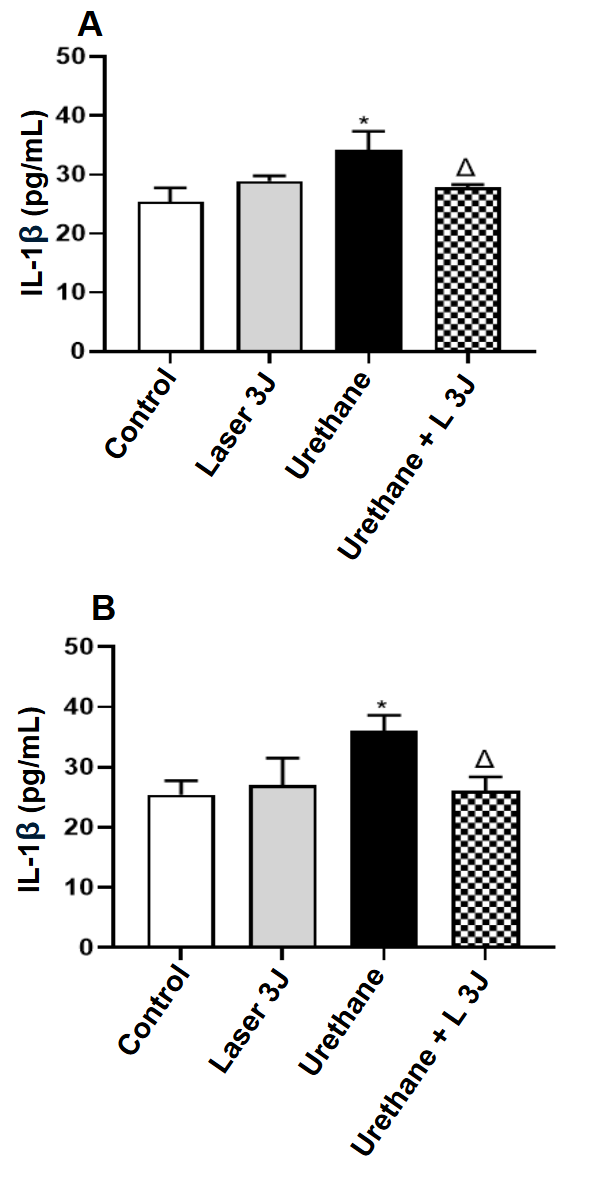 A
50
40
30
20
10
0
IL-1β (pg/mL)
*
Δ
Control
Laser 3J
Urethane
Urethane + L 3J
B
50
40
30
20
10
0
IL-1β (pg/mL)
*
Δ
Control
Laser 3J
Urethane
Urethane + L 3J